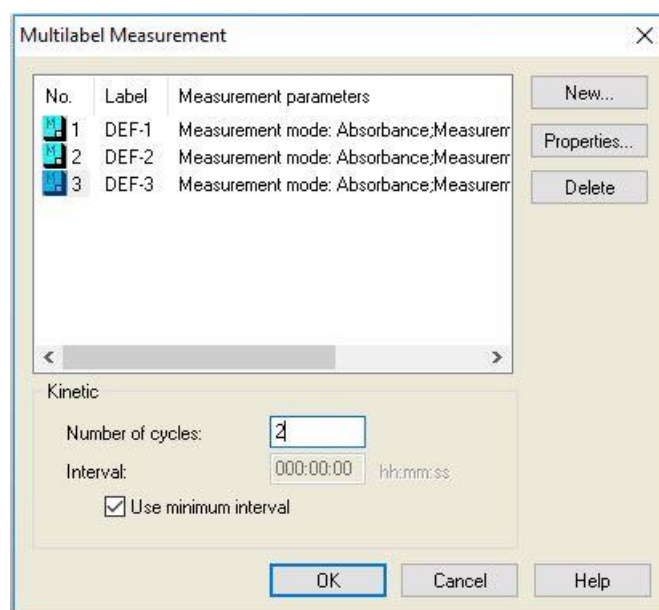 Multilabel Measurement
No. Label Measurement parameters
1 DEF-1 Measurement mode: Absorbance;Measurem
2 DEF-2 Measurement mode: Absorbance;Measurem
3 DEF-3 Measurement mode: Absorbance;Measurem
New...
Properties...
Delete
Kinetic
Number of cycles: 2
Interval: 000:00:00 hh:mm:ss
Use minimum interval
OK Cancel Help